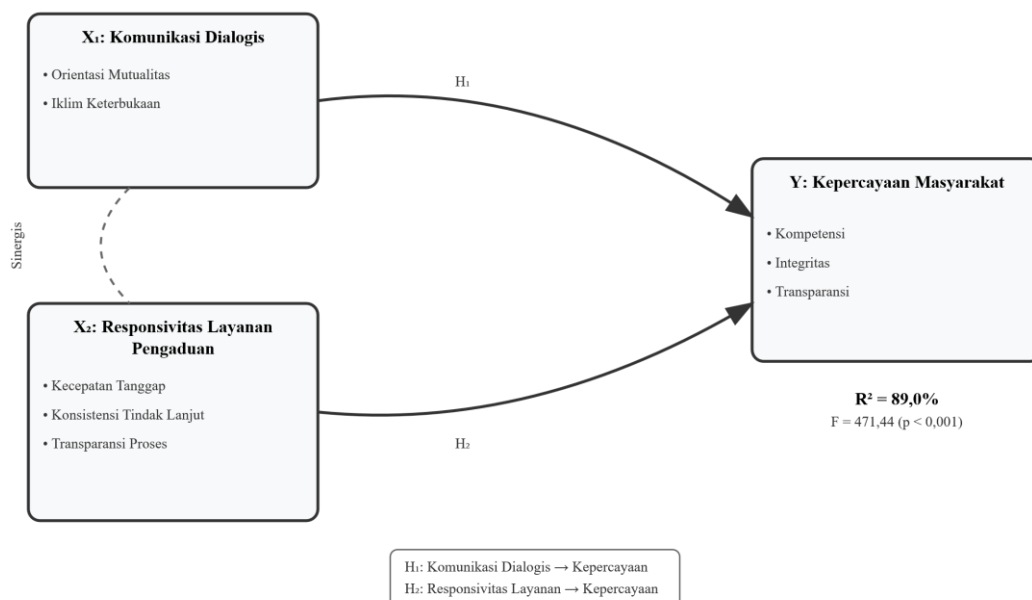 X₁: Komunikasi Dialogis
• Orientasi Mutualitas
• Iklim Keterbukaan
H₁
Sinergis
X₂: Responsivitas Layanan
Pengaduan
• Kecepatan Tanggap
• Konsistensi Tindak Lanjut
• Transparansi Proses
H₂
Y: Kepercayaan Masyarakat
• Kompetensi
• Integritas
• Transparansi
R² = 89,0%
F = 471,44 (p < 0,001)
H₁: Komunikasi Dialogis → Kepercayaan
H₂: Responsivitas Layanan → Kepercayaan